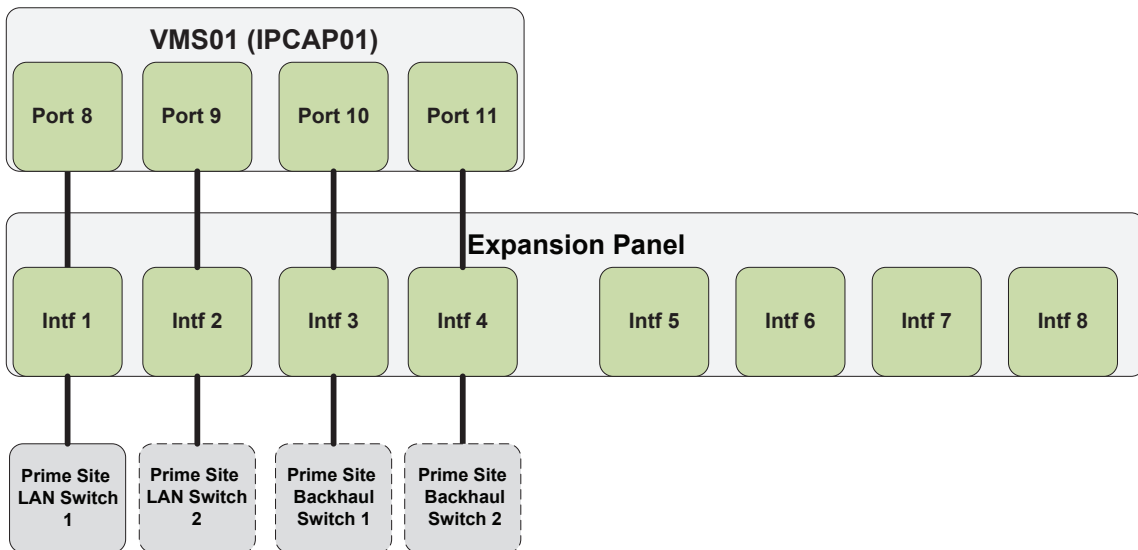 VMS01 (IPCAP01)
Port 8
Port 9
Port 10
Port 11
Expansion Panel
Intf 1
Intf 2
Intf 3
Intf 4
Intf 5
Intf 6
Intf 7
Intf 8
Prime Site
LAN Switch
1
Prime Site
LAN Switch
2
Prime Site
Backhaul
Switch 1
Prime Site
Backhaul
Switch 2